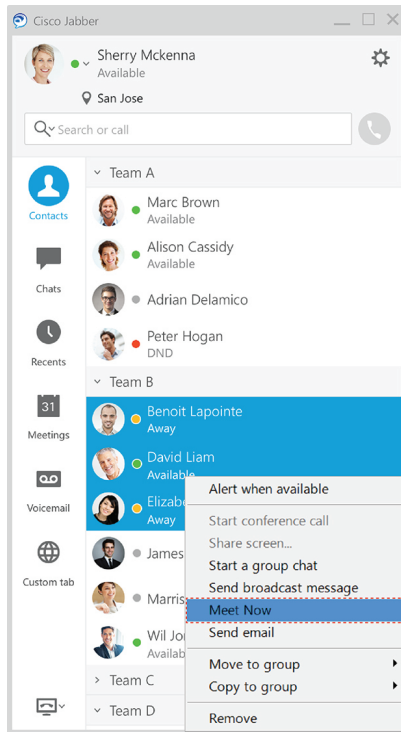 Cisco Jabber
Sherry Mckenna
Available
San Jose
Search or call
Contacts
Chats
Recents
31
Meetings
Voicemail
Custom tab
Team A
Marc Brown
Available
Alison Cassidy
Available
Adrian Delamico
Peter Hogan
DND
Team B
Benoit Lapointe
Away
David Liam
Available
Away
James
Team C
Team D
Alert when available
Start conference call
Share screen...
Start a group chat
Send broadcast message
Meet Now
Send email
Move to group
Copy to group
Remove